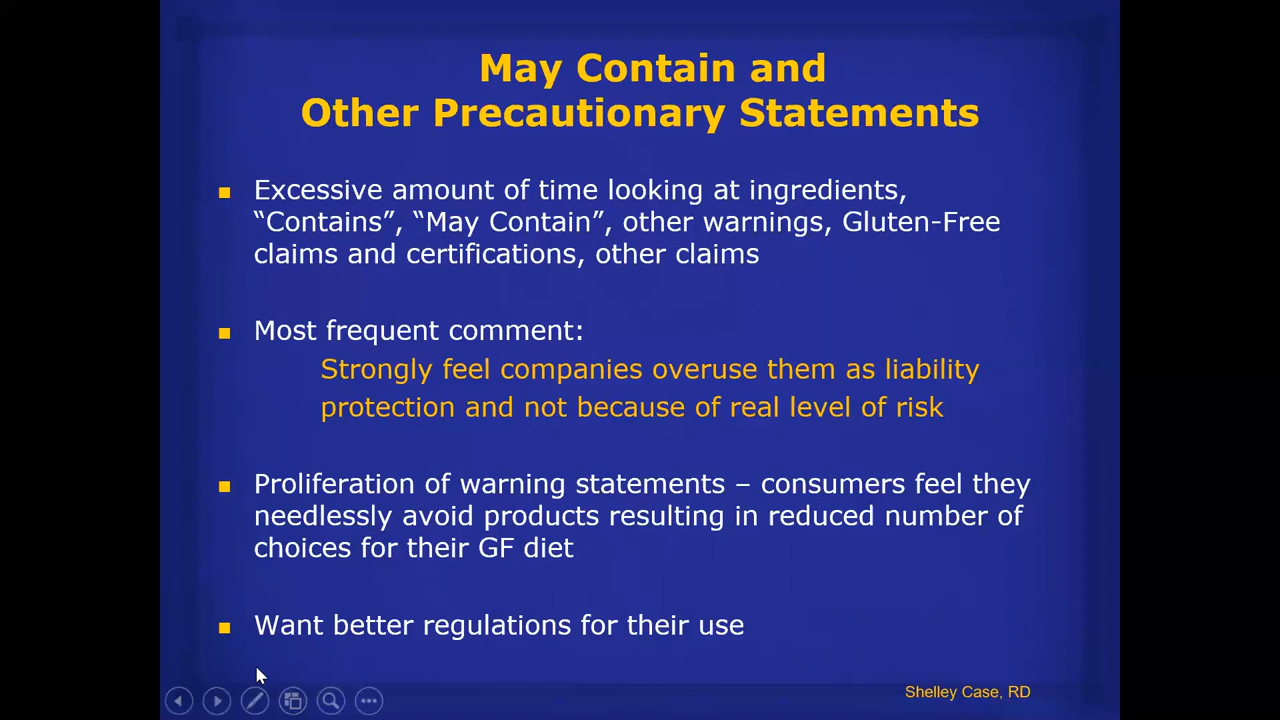 May Contain and
Other Precautionary Statements
Excessive amount of time looking at ingredients,
“Contains”, “May Contain”, other warnings, Gluten-Free
claims and certifications, other claims
Most frequent comment:
Strongly feel companies overuse them as liability
protection and not because of real level of risk
Proliferation of warning statements – consumers feel they
needlessly avoid products resulting in reduced number of
choices for their GF diet
Want better regulations for their use
Shelley Case, RD